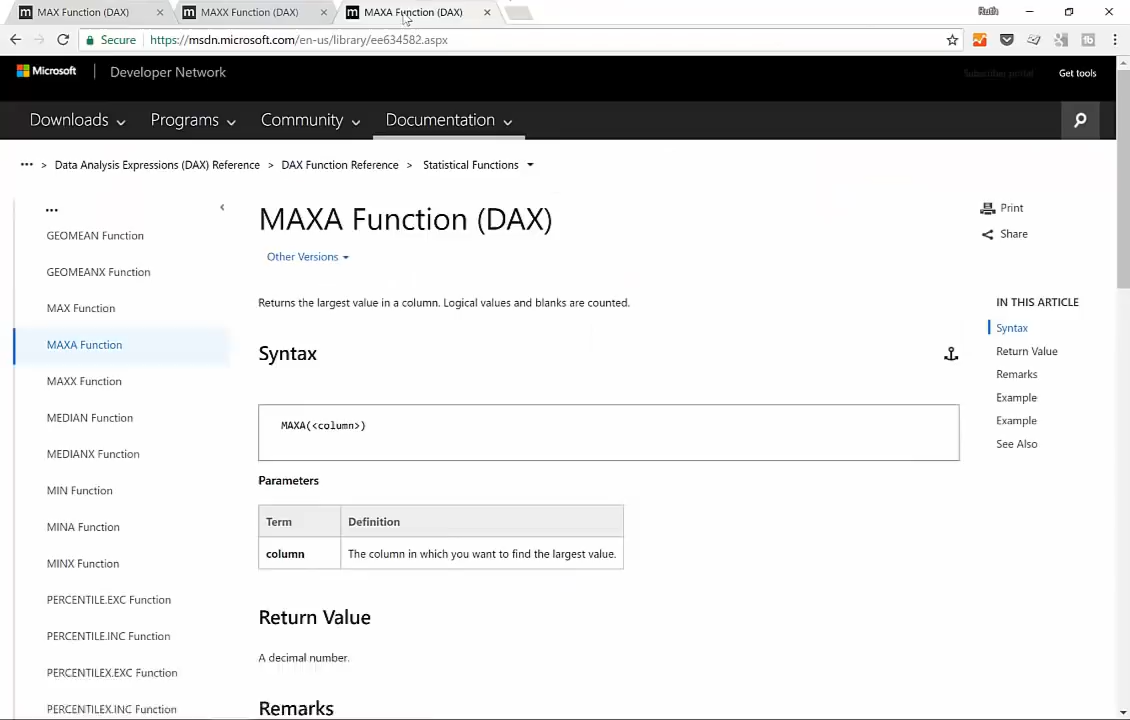 MAX Function (DAX)
MAXX Function (DAX)
MAXA Function (DAX)
Ruth
Secure
https://msdn.microsoft.com/en-us/library/ee634582.aspx
Microsoft
Developer Network
Subscriber portal
Get tools
Downloads
Programs
Community
Documentation
••• > Data Analysis Expressions (DAX) Reference > DAX Function Reference > Statistical Functions
•••
GEOMEAN Function
GEOMEANX Function
MAX Function
MAXA Function
MAXX Function
MEDIAN Function
MEDIANX Function
MIN Function
MINA Function
MINX Function
PERCENTILE.EXC Function
PERCENTILE.INC Function
PERCENTILEX.EXC Function
PERCENTILEX.INC Function
MAXA Function (DAX)
Other Versions
Returns the largest value in a column. Logical values and blanks are counted.
Syntax
MAXA(<column>)
Parameters
Term Definition
column The column in which you want to find the largest value.
Return Value
A decimal number.
Remarks
Print
Share
IN THIS ARTICLE
Syntax
Return Value
Remarks
Example
Example
See Also